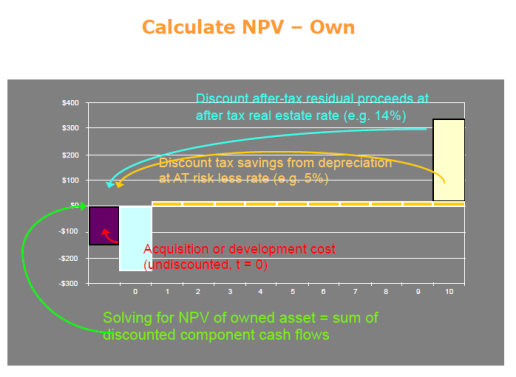 Calculate NPV – Own
Discount after-tax residual proceeds at
after tax real estate rate (e.g. 14%)
$400
$300
Discount tax savings from depreciation
at AT risk less rate (e.g. 5%)
$200
$100
$0
-$100
Acquisition or development cost
(undiscounted, t = 0)
-$200
-$300
0 1 2 3 4 5 6 7 8 9 10
Solving for NPV of owned asset = sum of
discounted component cash flows